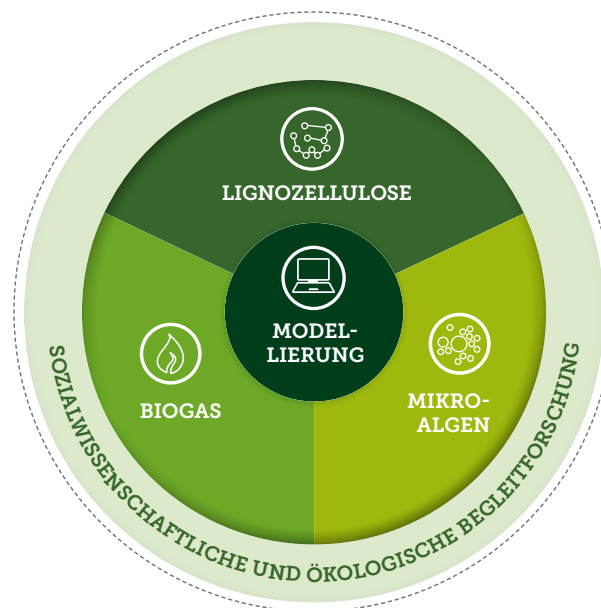 LIGNOZELLULOSE
MODEL-
LIERUNG
BIOGAS
MIKRO-
ALGEN
SOZIALWISSENSCHAFTLICHE UND ÖKOLOGISCHE BEGLEITFORSCHUNG